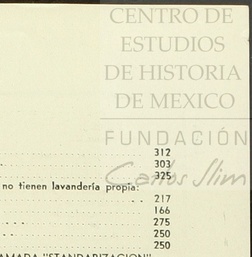 CENTRO DE
ESTUDIOS
DE HISTORIA
DE MEXICO
FUNDACIÓN
Carlos Slim
312
303
325
no tienen lavandería propia:
217
166
275
250
250
AMADA "STANDARIZACION"